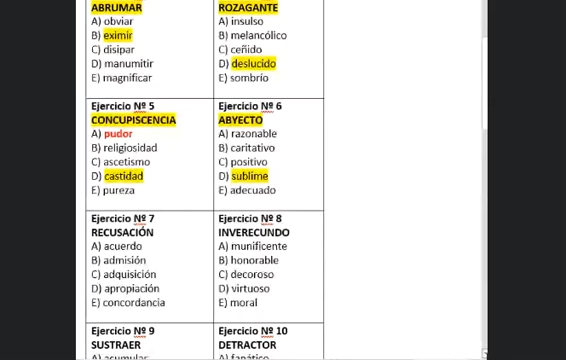 ABRUMAR
A) obviar
B) eximir
C) disipar
D) manumitir
E) magnificar
ROZAGANTE
A) insulso
B) melancólico
C) ceñido
D) deslucido
E) sombrío
Ejercicio Nº 5
CONCUPISCENCIA
A) pudor
B) religiosidad
C) ascetismo
D) castidad
E) pureza
Ejercicio Nº 6
ABYECTO
A) razonable
B) caritativo
C) positivo
D) sublime
E) adecuado
Ejercicio Nº 7
RECUSACIÓN
A) acuerdo
B) admisión
C) adquisición
D) apropiación
E) concordancia
Ejercicio Nº 8
INVERECUNDO
A) munificente
B) honorable
C) decoroso
D) virtuoso
E) moral
Ejercicio Nº 9
SUSTRAER
A) acumular
Ejercicio Nº 10
DETRACTOR
A) fanático